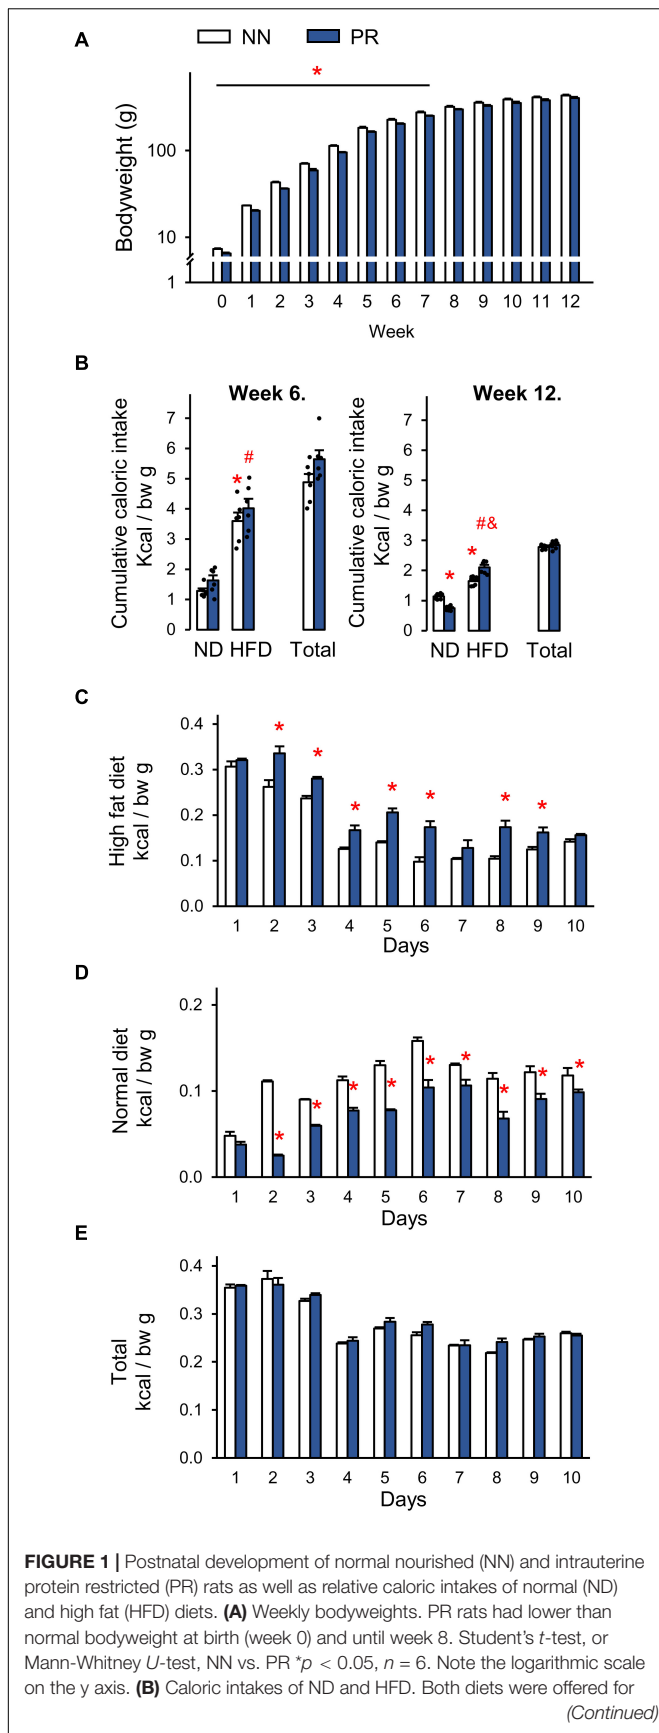 A
NN PR
*
Bodyweight (g)
100
10
1
0 1 2 3 4 5 6 7 8 9 10 11 12
Week
B
Week 6. Week 12.
Cumulative caloric intake
Kcal / bw g
7
6
5
4
3
2
1
0
* #
ND HFD Total
Cumulative caloric intake
Kcal / bw g
7
6
5
4
3
2
1
0
* * #&
ND HFD Total
C
High fat diet
kcal / bw g
0.4
0.3
0.2
0.1
0.0
* * * * * * *
1 2 3 4 5 6 7 8 9 10
Days
D
Normal diet
kcal / bw g
0.2
0.1
0.0
* * * * * * * * *
1 2 3 4 5 6 7 8 9 10
Days
E
Total
kcal / bw g
0.4
0.3
0.2
0.1
0.0
1 2 3 4 5 6 7 8 9 10
Days
FIGURE 1 | Postnatal development of normal nourished (NN) and intrauterine
protein restricted (PR) rats as well as relative caloric intakes of normal (ND)
and high fat (HFD) diets. (A) Weekly bodyweights. PR rats had lower than
normal bodyweight at birth (week 0) and until week 8. Student's t-test, or
Mann-Whitney U-test, NN vs. PR *p < 0.05, n = 6. Note the logarithmic scale
on the y axis. (B) Caloric intakes of ND and HFD. Both diets were offered for
(Continued)